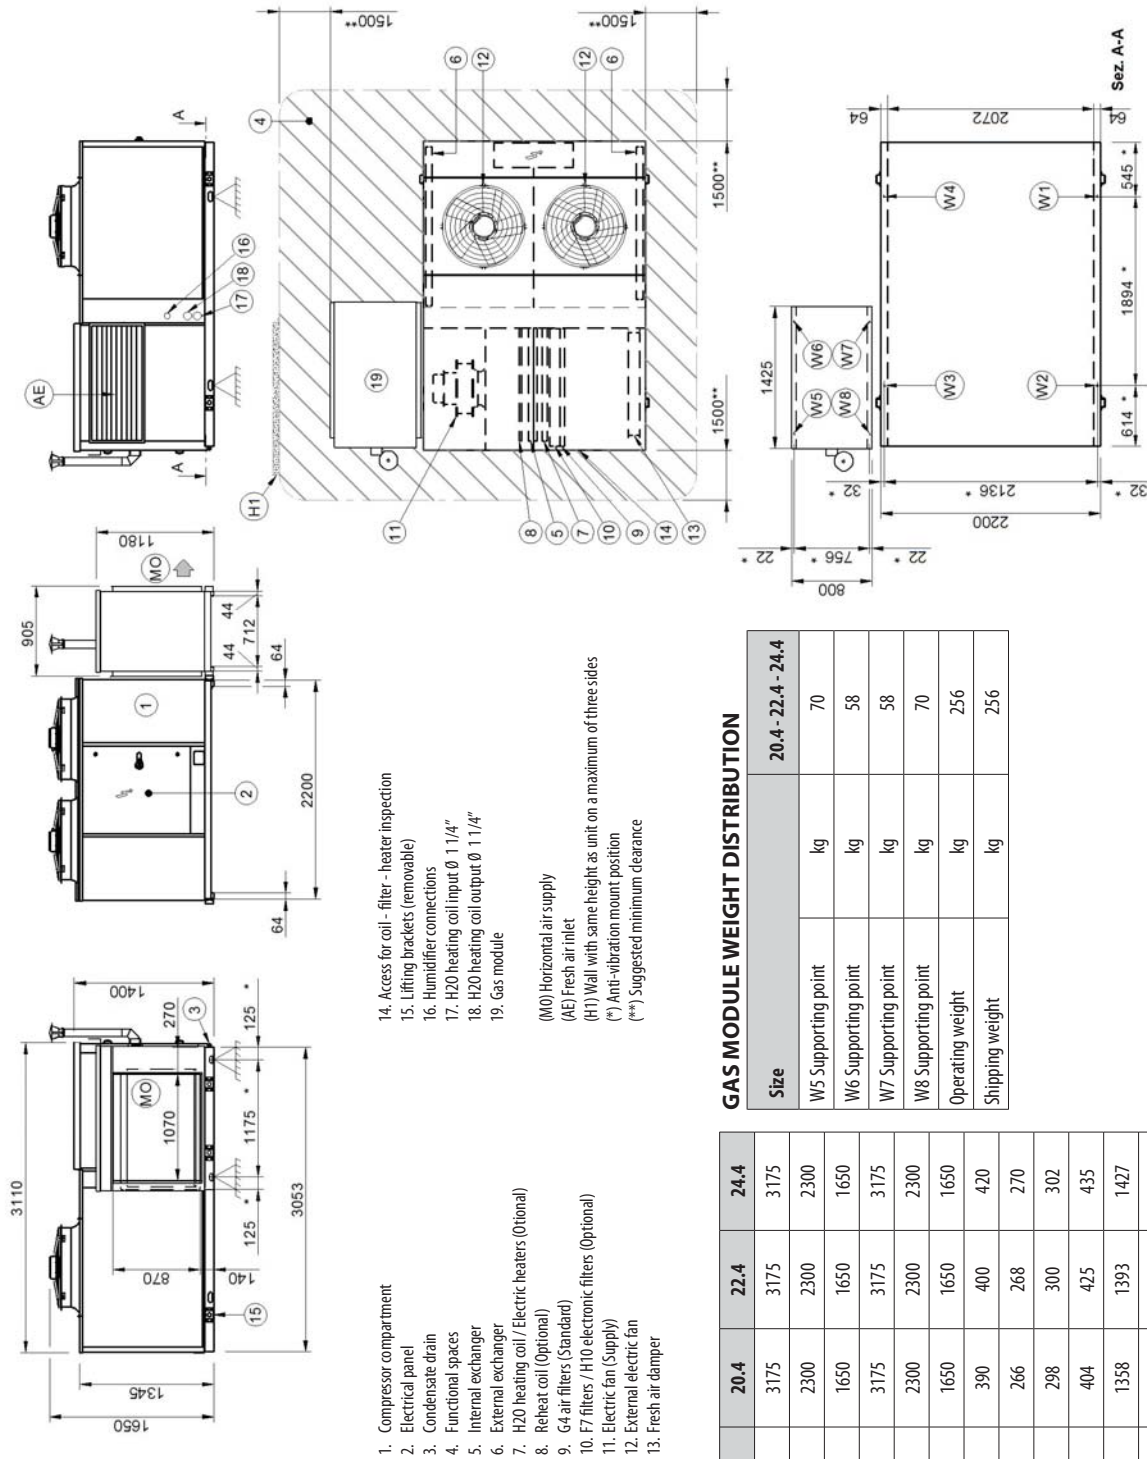 3110
1650
1345
870
140
MO
1070
270
1400
3
15
125 *
1175 *
125 *
3053
905
1180
MO
1
2
44
712
44
64
64
2200
AE
A
A
16
18
17
H1
4
1500**
1500**
6
12
12
6
19
11
8
5
7
10
9
14
13
1500**
1500**
Sez. A-A
64
2072
64
W4
W1
W3
W2
545 *
1894 *
614 *
1425
W6
W7
W5
W8
32 *
2136 *
32 *
2200
22 *
756 *
22 *
800
1. Compressor compartment
2. Electrical panel
3. Condensate drain
4. Functional spaces
5. Internal exchanger
6. External exchanger
7. H2O heating coil / Electric heaters (Otional)
8. Reheat coil (Optional)
9. G4 air filters (Standard)
10. F7 filters / H10 electronic filters (Optional)
11. Electric fan (Supply)
12. External electric fan
13. Fresh air damper
14. Access for coil - filter - heater inspection
15. Lifting brackets (removable)
16. Humidifier connections
17. H2O heating coil input Ø 1 1/4"
18. H2O heating coil output Ø 1 1/4"
19. Gas module
(MO) Horizontal air supply
(AE) Fresh air inlet
(H1) Wall with same height as unit on a maximum of three sides
(*) Anti-vibration mount position
(**) Suggested minimum clearance
20.4 22.4 24.4
3175 3175 3175
2300 2300 2300
1650 1650 1650
3175 3175 3175
2300 2300 2300
1650 1650 1650
390 400 420
266 268 270
298 300 302
404 425 435
1358 1393 1427
GAS MODULE WEIGHT DISTRIBUTION
Size 20.4 - 22.4 - 24.4
W5 Supporting point kg 70
W6 Supporting point kg 58
W7 Supporting point kg 58
W8 Supporting point kg 70
Operating weight kg 256
Shipping weight kg 256